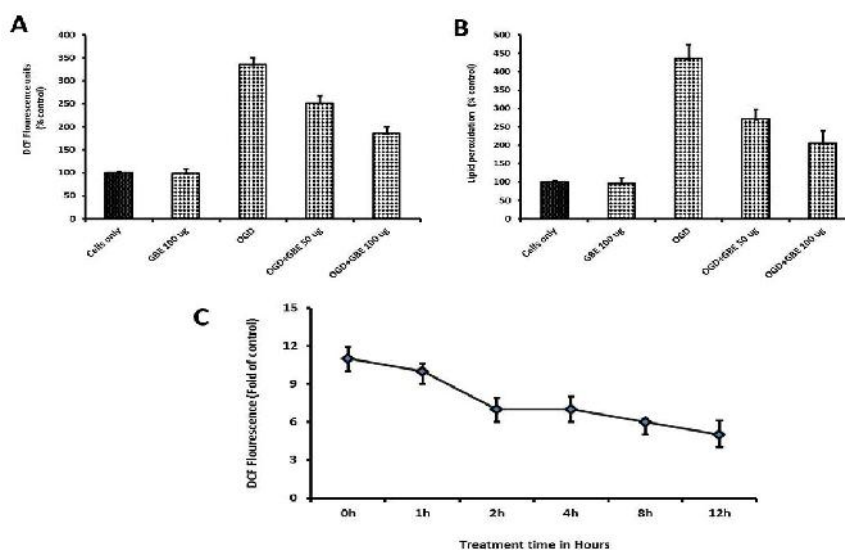 A
DCF Flourescence units
(% control)
400
350
300
250
200
150
100
50
0
Cells only
GBE 100 ug
OGD
OGD+GBE 50 ug
OGD+GBE 100 ug
B
Lipid peroxidation (% control)
500
450
400
350
300
250
200
150
100
50
0
Cells only
GBE 100 ug
OGD
OGD+GBE 50 ug
OGD+GBE 100 ug
C
DCF Flourescence (Fold of control)
15
12
9
6
3
0
0h 1h 2h 4h 8h 12h
Treatment time in Hours